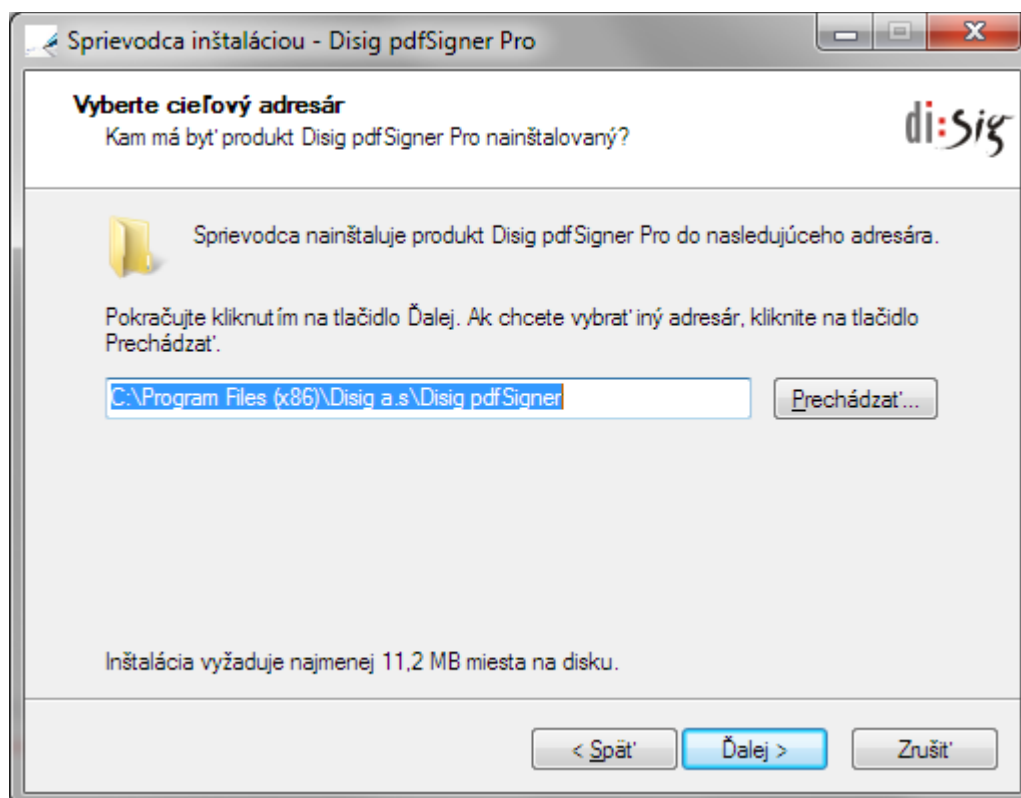 Sprievodca inštaláciou - Disig pdfSigner Pro
Vyberte cieľový adresár
Kam má byť produkt Disig pdfSigner Pro nainštalovaný?
di:sig
Sprievodca nainštaluje produkt Disig pdfSigner Pro do nasledujúceho adresára.
Pokračujte kliknutím na tlačidlo Ďalej. Ak chcete vybrať iný adresár, kliknite na tlačidlo
Prechádzať.
C:\Program Files (x86)\Disig a.s\Disig pdfSigner
Prechádzať...
Inštalácia vyžaduje najmenej 11,2 MB miesta na disku.
< Späť
Ďalej >
Zrušiť